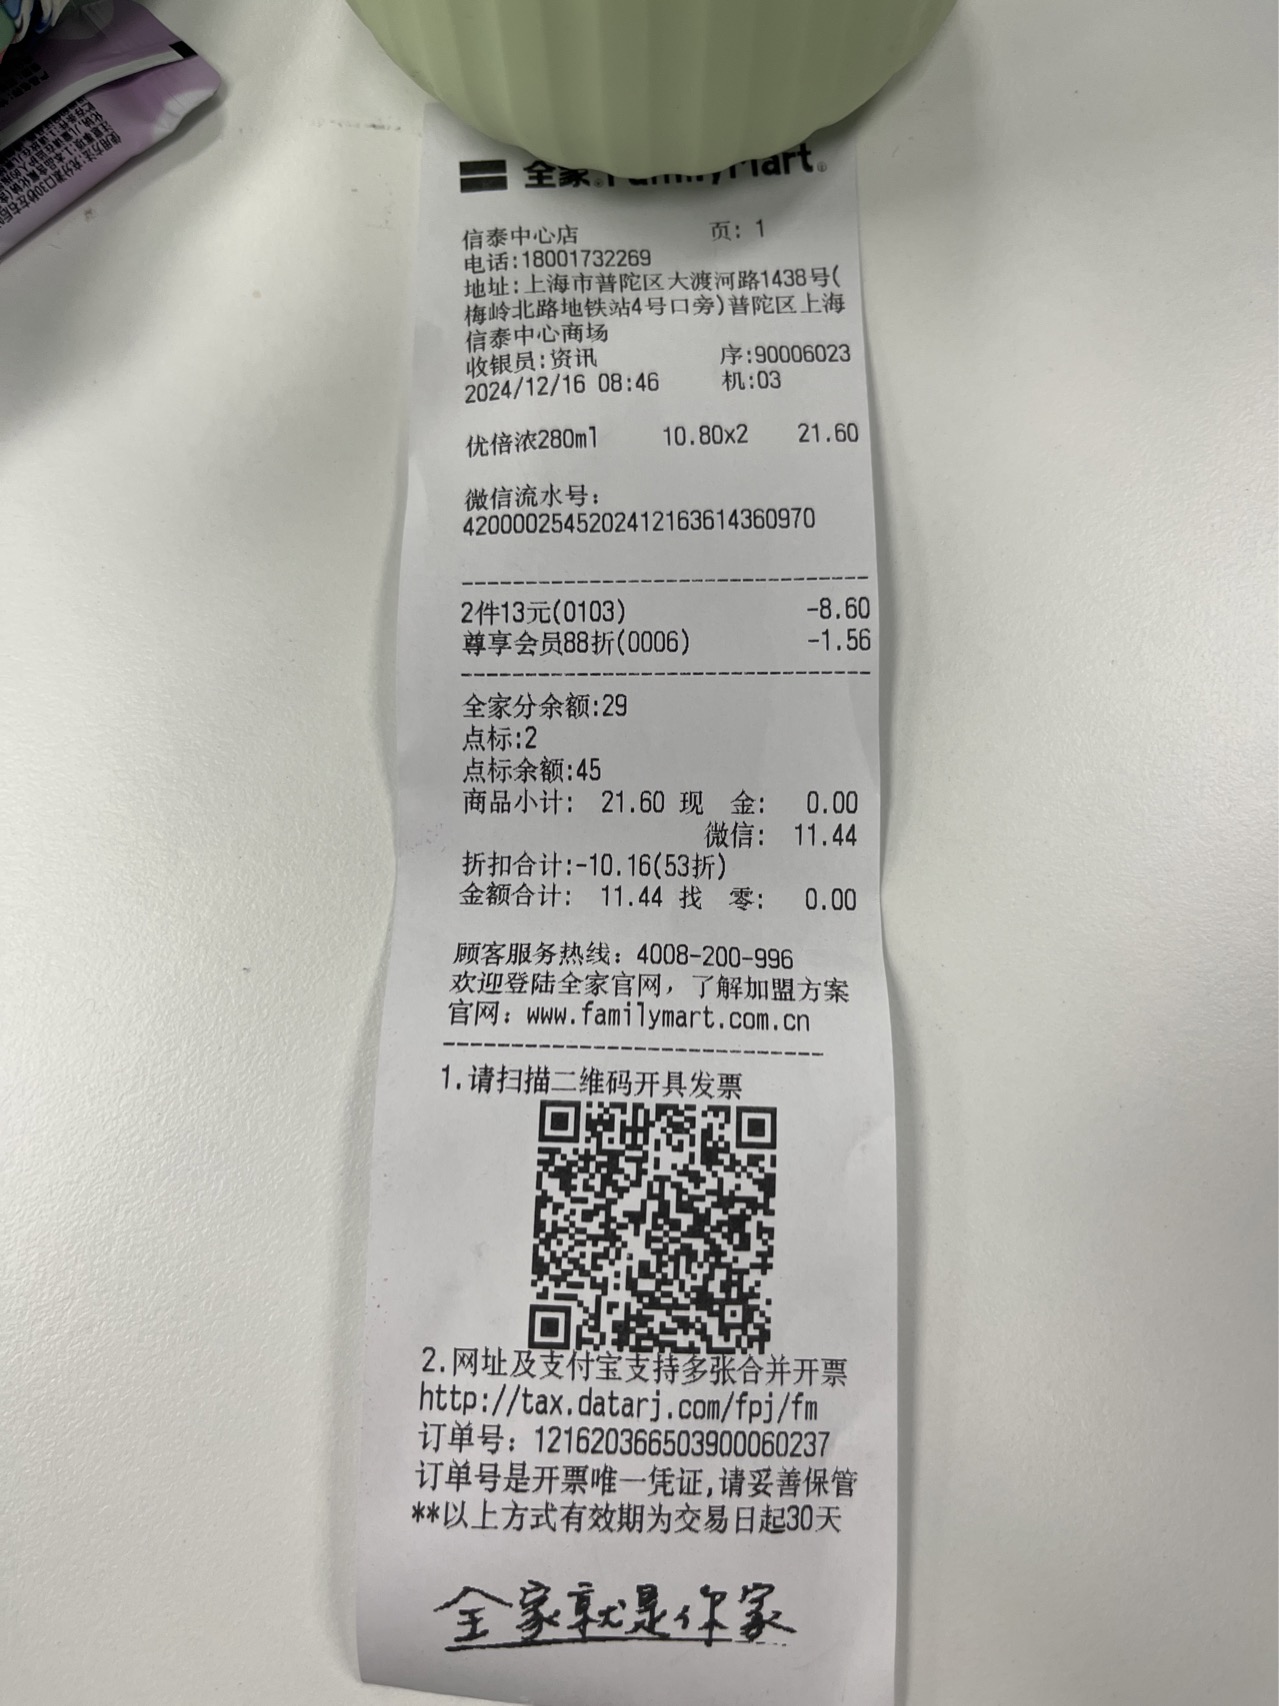 全家 FamilyMart
信泰中心店 页: 1
电话:18001732269
地址:上海市普陀区大渡河路1438号(
梅岭北路地铁站4号口旁)普陀区上海
信泰中心商场
收银员:资讯 序:90006023
2024/12/16 08:46 机:03
优倍浓280ml 10.80x2 21.60
微信流水号:
4200002545202412163614360970
2件13元(0103) -8.60
尊享会员88折(0006) -1.56
全家分余额:29
点标:2
点标余额:45
商品小计: 21.60 现 金: 0.00
微信: 11.44
折扣合计:-10.16(53折)
金额合计: 11.44 找 零: 0.00
顾客服务热线: 4008-200-996
欢迎登陆全家官网, 了解加盟方案
官网: www.familymart.com.cn
1.请扫描二维码开具发票
2.网址及支付宝支持多张合并开票
http://tax.datarj.com/fpj/fm
订单号: 121620366503900060237
订单号是开票唯一凭证,请妥善保管
**以上方式有效期为交易日起30天
全家就是你家